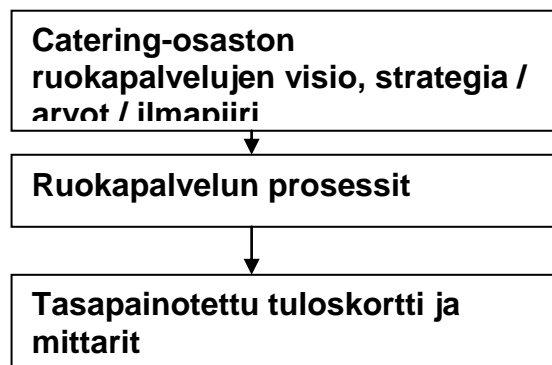 Catering-osaston
ruokapalvelujen visio, strategia /
arvot / ilmapiiri
Ruokapalvelun prosessit
Tasapainotettu tuloskortti ja
mittarit